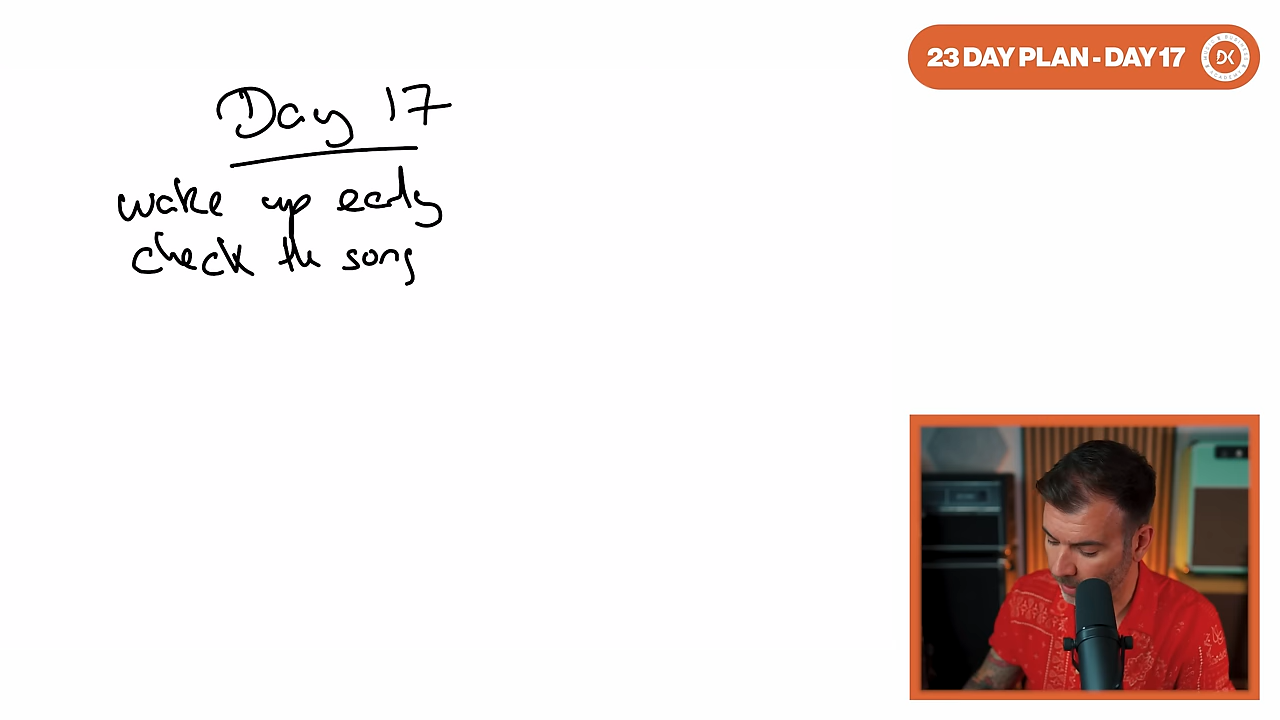 23 DAY PLAN - DAY 17
DK
Day 17
wake up early
check the song